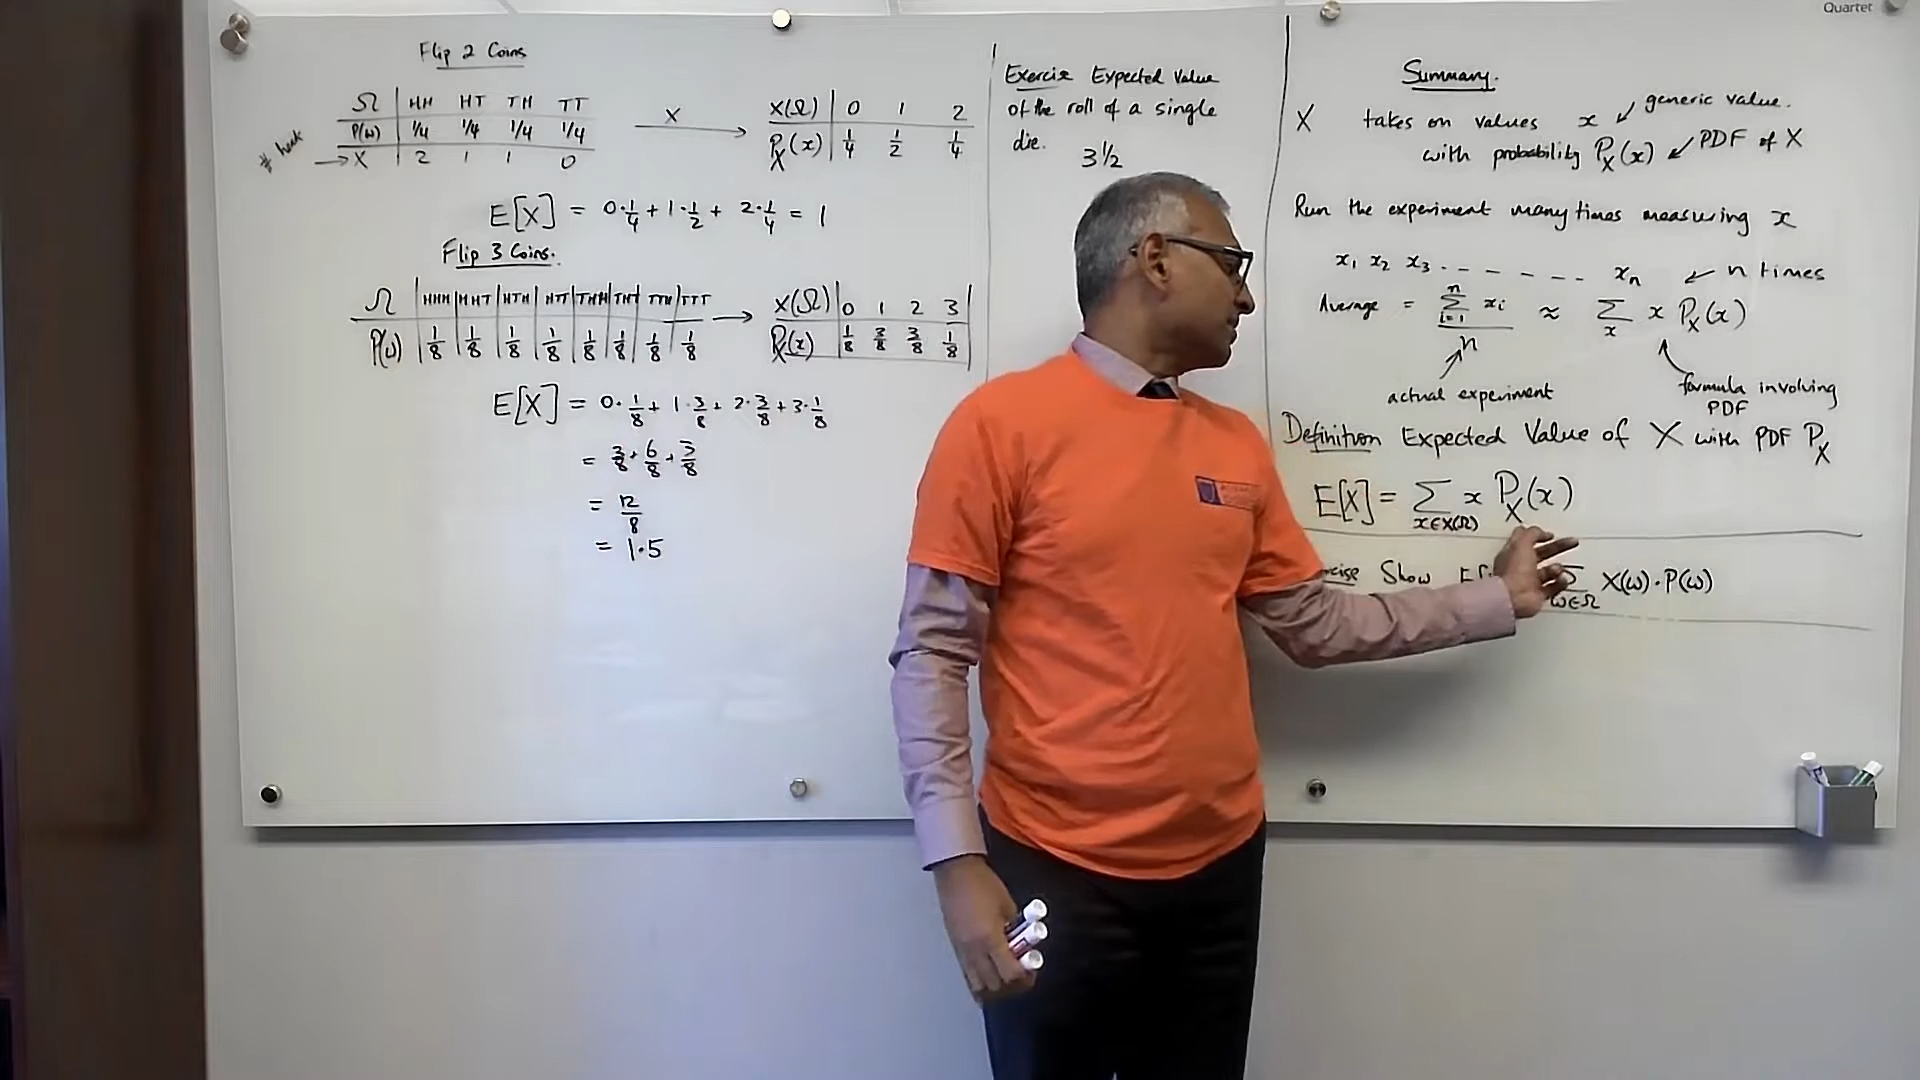 Quartet
Flip 2 Coins
Ω HH HT TH TT
P(ω) 1/4 1/4 1/4 1/4
# head → X 2 1 1 0
X →
X(Ω) 0 1 2
P_X(x) 1/4 1/2 1/4
E[X] = 0·1/4 + 1·1/2 + 2·1/4 = 1
Flip 3 Coins.
Ω HHH HHT HTH HTT THH THT TTH TTT →
P(ω) 1/8 1/8 1/8 1/8 1/8 1/8 1/8 1/8
X(Ω) 0 1 2 3
P_X(x) 1/8 3/8 3/8 1/8
E[X] = 0·1/8 + 1·3/8 + 2·3/8 + 3·1/8
= 3/8 + 6/8 + 3/8
= 12/8
= 1.5
Exercise Expected Value
of the roll of a single
die.
3 1/2
Summary.
X takes on values x ↙ generic value.
with probability P_X(x) ↙ PDF of X
Run the experiment many times measuring x
x₁ x₂ x₃ . - - - - - - . xₙ ↙ n times
Average = ∑_{i=1}^{n} xᵢ / n ≈ ∑_x x P_X(x)
actual experiment
formula involving
PDF
Definition Expected Value of X with PDF P_X
E[X] = ∑_{x∈X(Ω)} x P_X(x)
Show ∑_{ω∈Ω} X(ω)·P(ω)